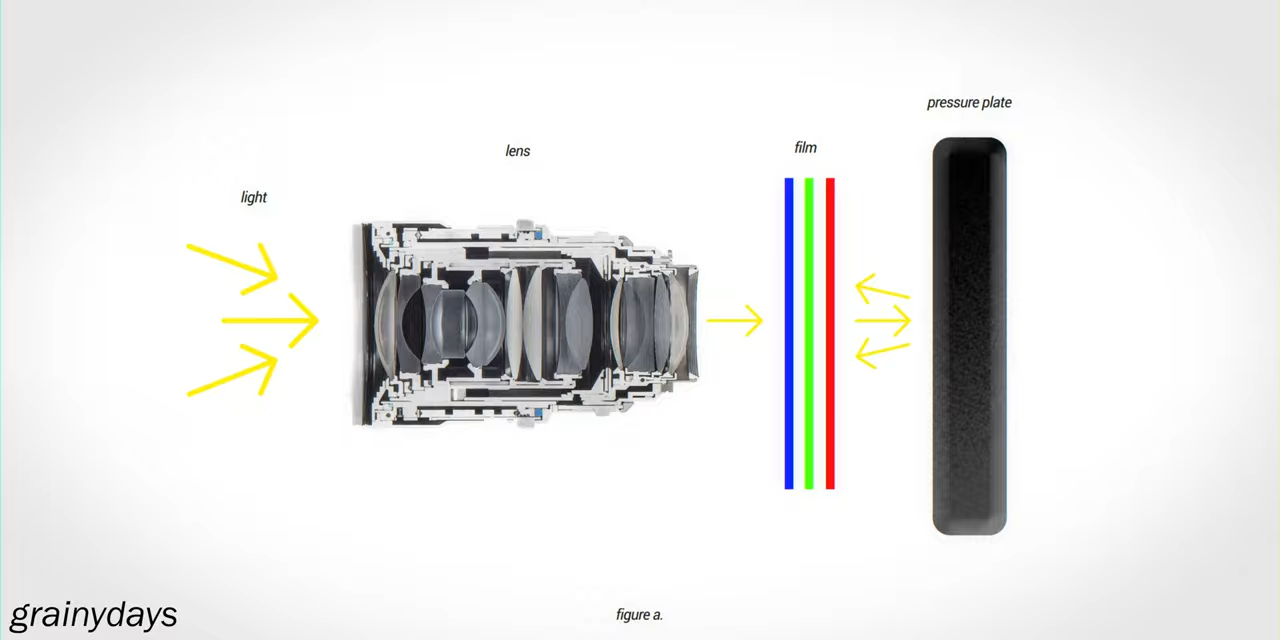 pressure plate
film
lens
light
figure a.
grainydays